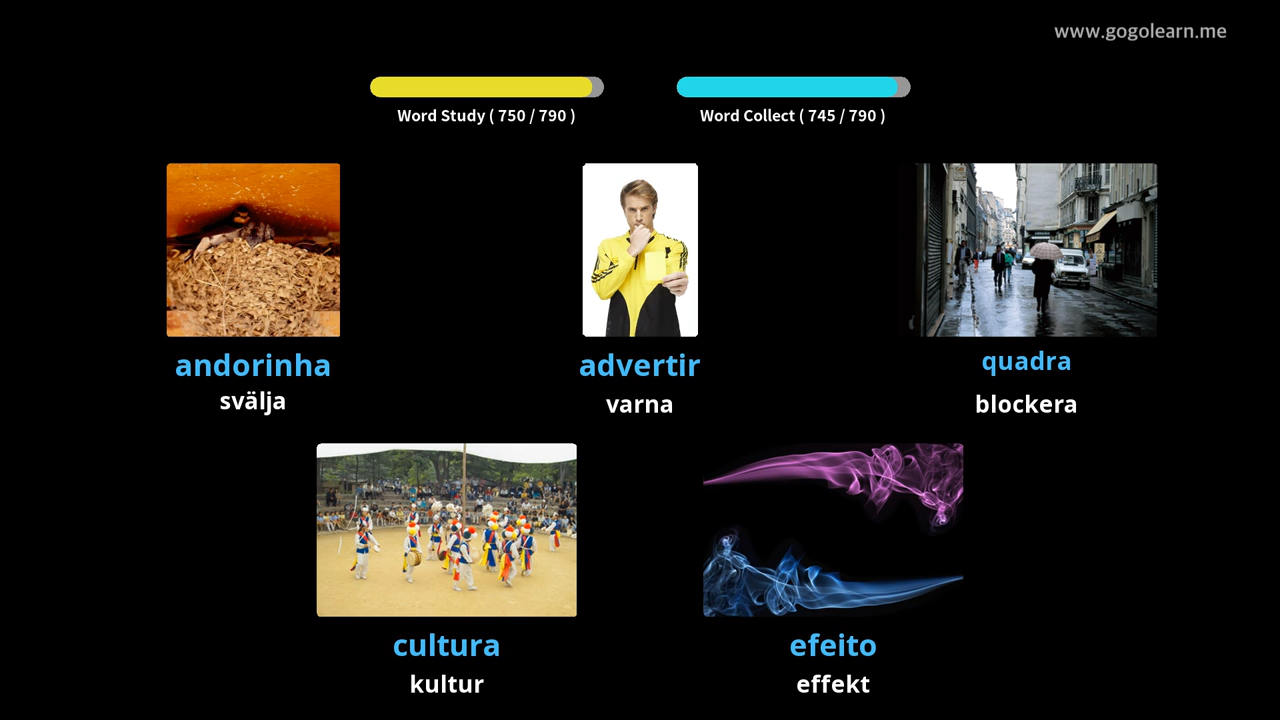 www.gogolearn.me
Word Study ( 750 / 790 )
Word Collect ( 745 / 790 )
andorinha
svälja
advertir
varna
quadra
blockera
cultura
kultur
efeito
effekt